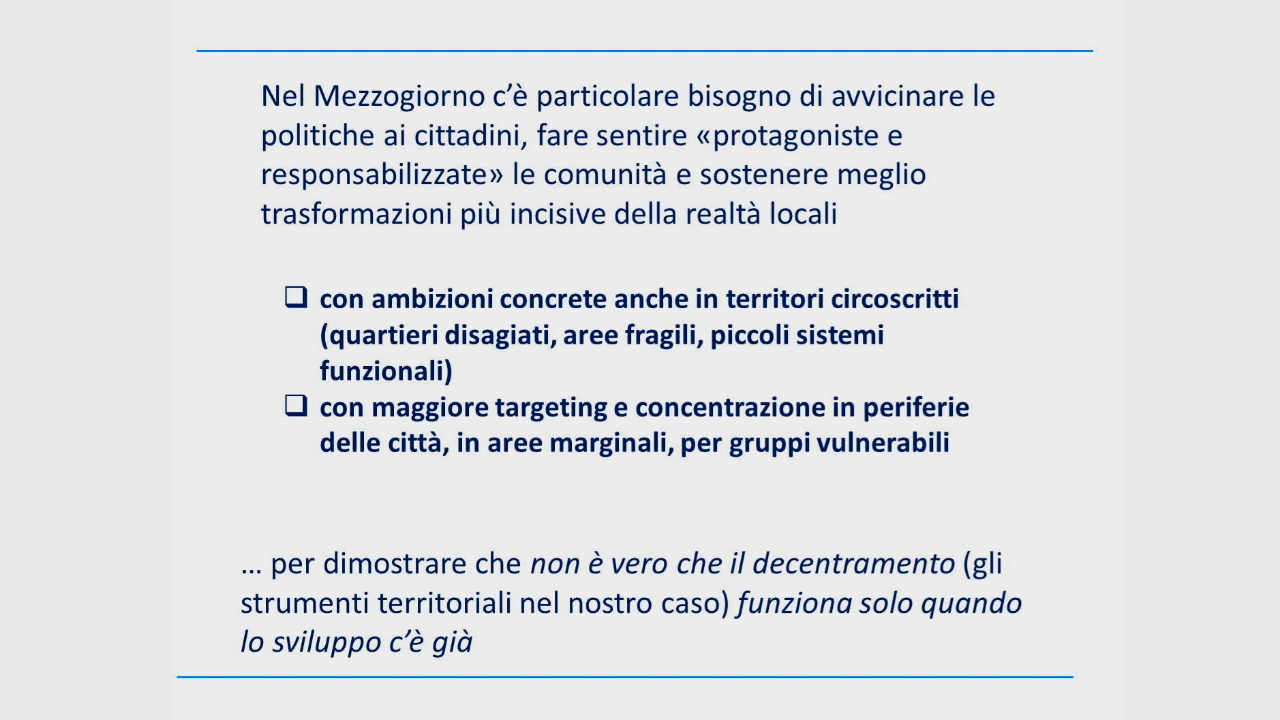 Nel Mezzogiorno c’è particolare bisogno di avvicinare le
politiche ai cittadini, fare sentire «protagoniste e
responsabilizzate» le comunità e sostenere meglio
trasformazioni più incisive della realtà locali
❑ con ambizioni concrete anche in territori circoscritti
(quartieri disagiati, aree fragili, piccoli sistemi
funzionali)
❑ con maggiore targeting e concentrazione in periferie
delle città, in aree marginali, per gruppi vulnerabili
… per dimostrare che non è vero che il decentramento (gli
strumenti territoriali nel nostro caso) funziona solo quando
lo sviluppo c’è già